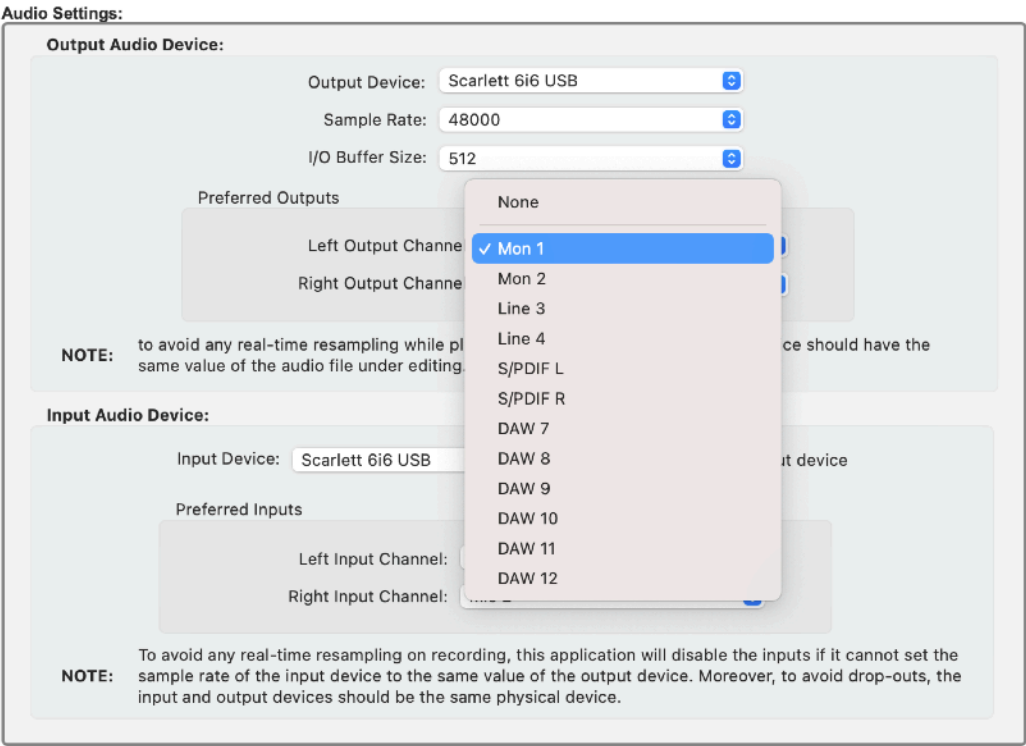 Audio Settings:
Output Audio Device:
Output Device: Scarlett 6i6 USB
Sample Rate: 48000
I/O Buffer Size: 512
Preferred Outputs
None
Left Output Channe
✓ Mon 1
Mon 2
Right Output Channe
Line 3
Line 4
NOTE: to avoid any real-time resampling while pl ce should have the
same value of the audio file under editing.
S/PDIF L
S/PDIF R
Input Audio Device:
DAW 7
Input Device: Scarlett 6i6 USB
DAW 8
device
DAW 9
Preferred Inputs
DAW 10
DAW 11
Left Input Channel:
DAW 12
Right Input Channel:
NOTE: To avoid any real-time resampling on recording, this application will disable the inputs if it cannot set the
sample rate of the input device to the same value of the output device. Moreover, to avoid drop-outs, the
input and output devices should be the same physical device.